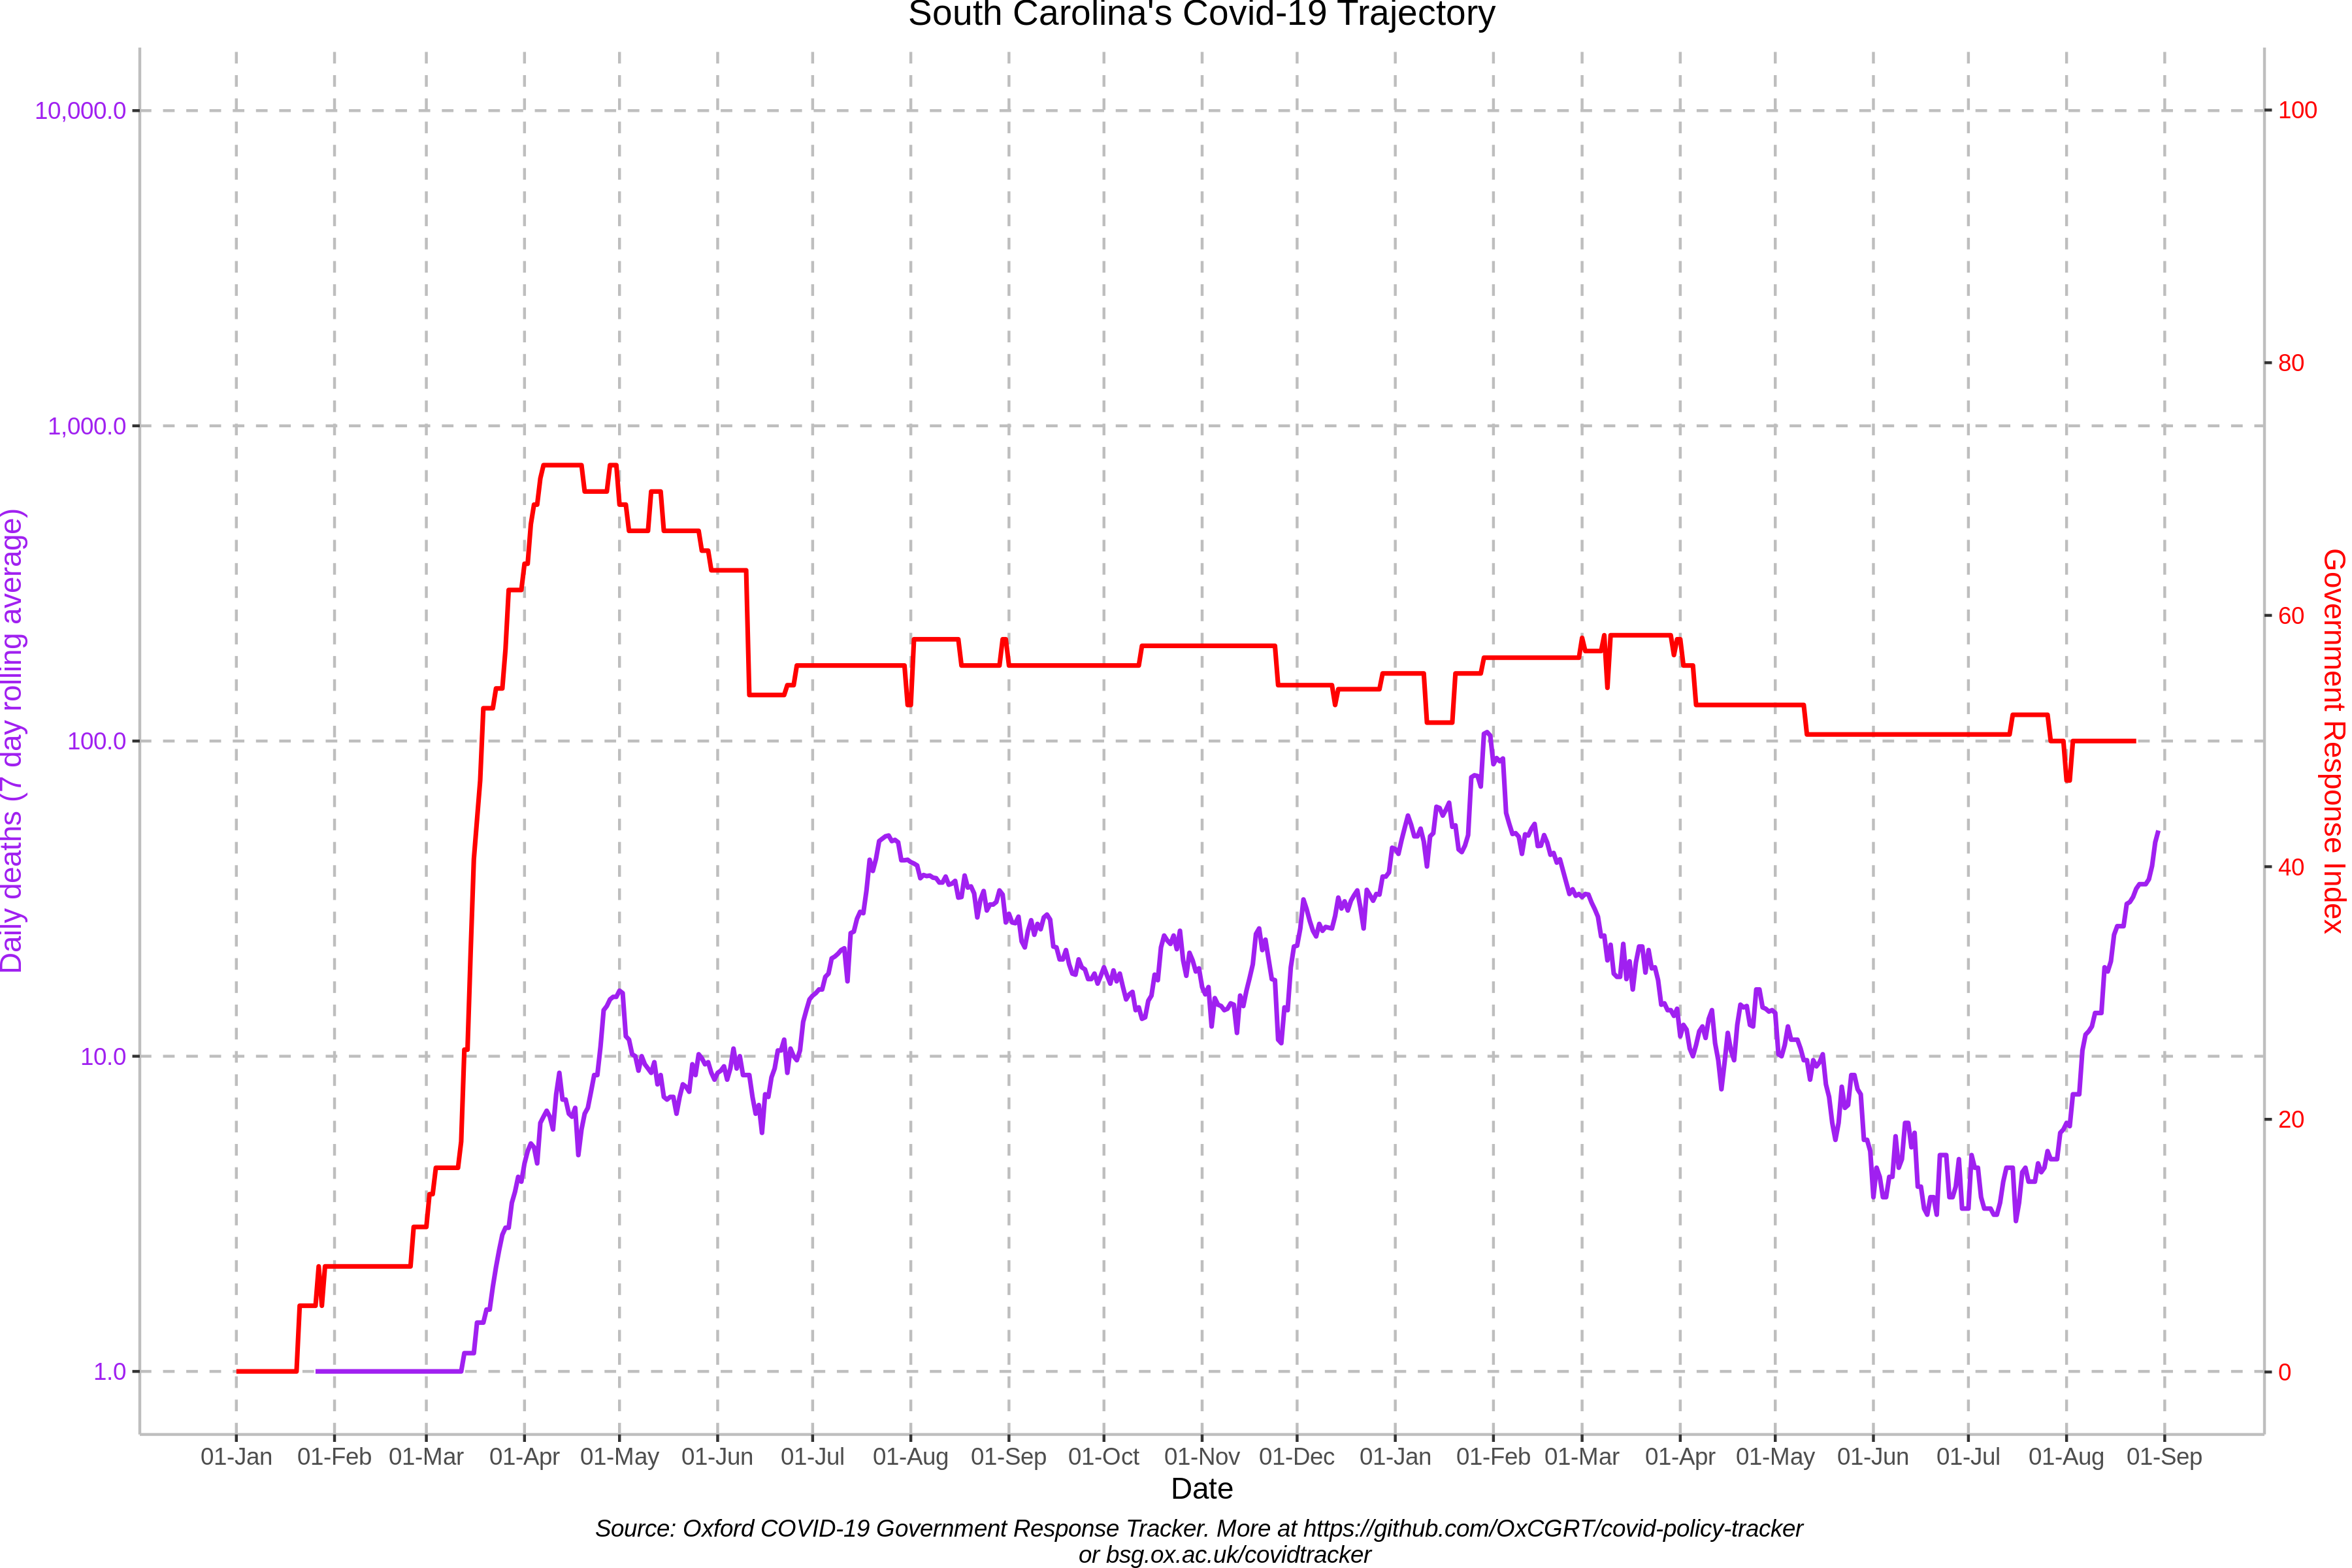 South Carolina's Covid-19 Trajectory
Daily deaths (7 day rolling average)
10,000.0
1,000.0
100.0
10.0
1.0
100
80
60
40
20
0
Government Response Index
01-Jan 01-Feb 01-Mar 01-Apr 01-May 01-Jun 01-Jul 01-Aug 01-Sep 01-Oct 01-Nov 01-Dec 01-Jan 01-Feb 01-Mar 01-Apr 01-May 01-Jun 01-Jul 01-Aug 01-Sep
Date
Source: Oxford COVID-19 Government Response Tracker. More at https://github.com/OxCGRT/covid-policy-tracker
or bsg.ox.ac.uk/covidtracker